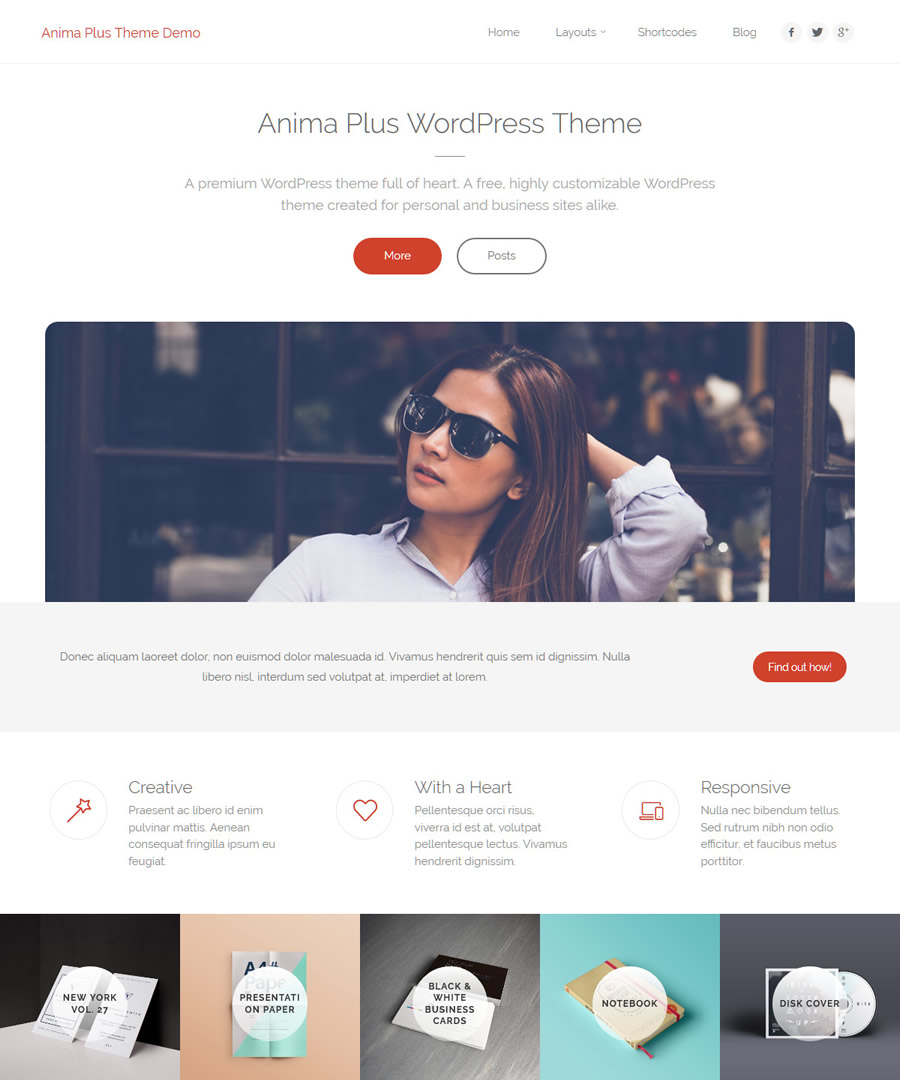 Anima Plus Theme Demo
Home Layouts Shortcodes Blog
Anima Plus WordPress Theme
A premium WordPress theme full of heart. A free, highly customizable WordPress
theme created for personal and business sites alike.
More
Posts
Donec aliquam laoreet dolor, non euismod dolor malesuada id. Vivamus hendrerit quis sem id dignissim. Nulla
libero nisl, interdum sed volutpat at, imperdiet at lorem.
Find out how!
Creative
Praesent ac libero id enim
pulvinar mattis. Aenean
consequat fringilla ipsum eu
feugiat.
With a Heart
Pellentesque orci risus,
viverra id est at, volutpat
pellentesque lectus. Vivamus
hendrerit dignissim.
Responsive
Nulla nec bibendum tellus.
Sed rutrum nibh non odio
efficitur, et faucibus metus
porttitor.
NEW YORK
VOL. 27
A4
Paper
PRESENTATI
ON PAPER
BLACK &
WHITE
BUSINESS
CARDS
NOTEBOOK
DISK COVER